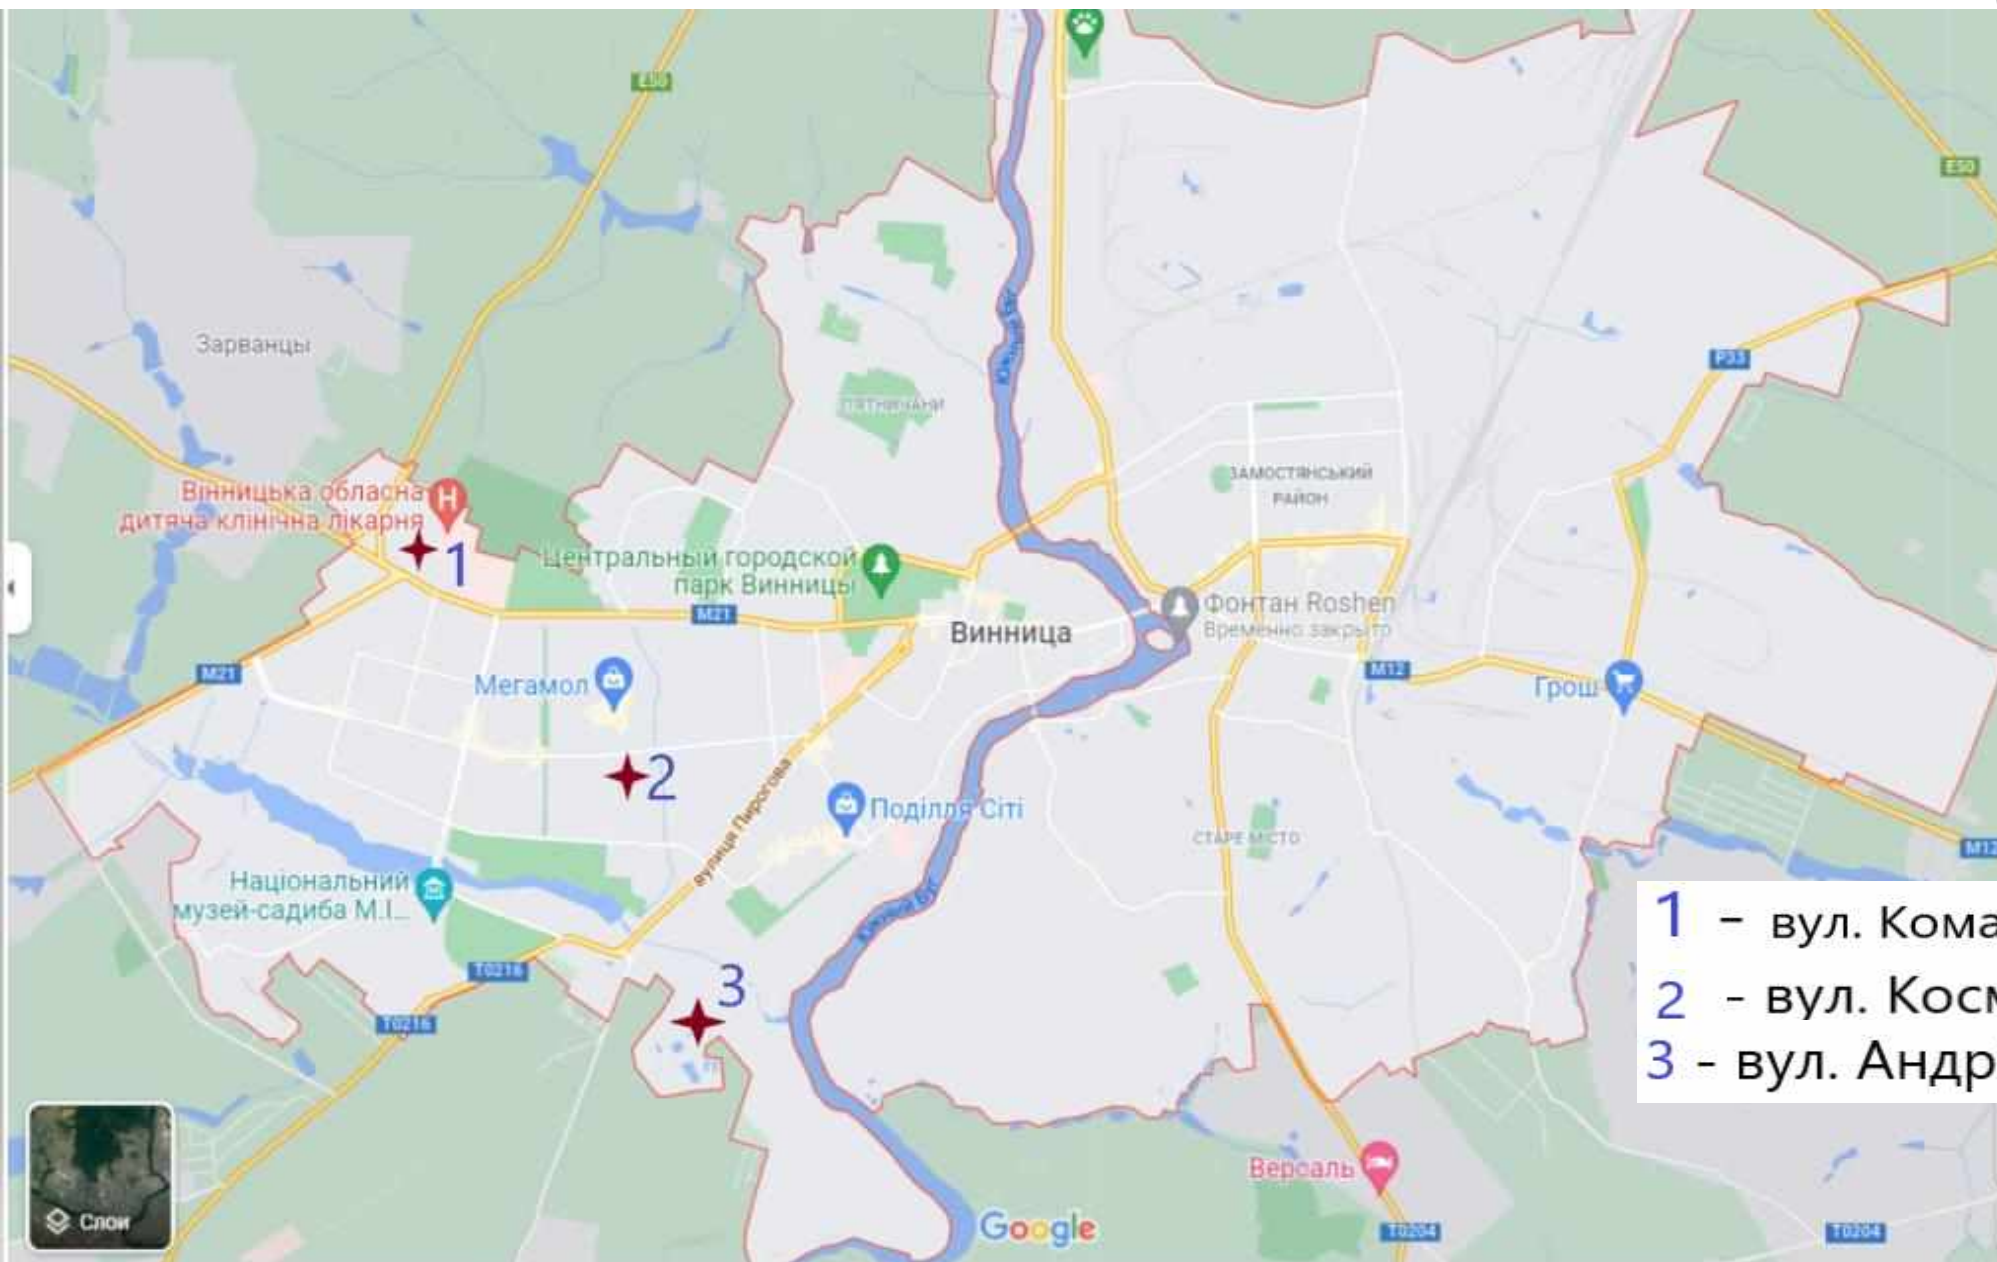 E50
E50
Зарванцы
Южный Буг
P33
П'ЯТНИЧАНИ
ЗАМОСТЯНСЬКИЙ
РАЙОН
Вінницька обласна
дитяча клінічна лікарня
1
Центральный городской
парк Винницы
M21
Винница
Фонтан Roshen
Временно закрыто
M21
Мегамол
M12
Грош
2
вулиця Пирогова
Поділля Сіті
СТАРЕ МІСТО
M12
Національний
музей-садиба М.І...
Южный Буг
1 - вул. Кома
2 - вул. Косм
3 - вул. Андр
T0216
3
T0216
Версаль
Слои
Google
T0204
T0204